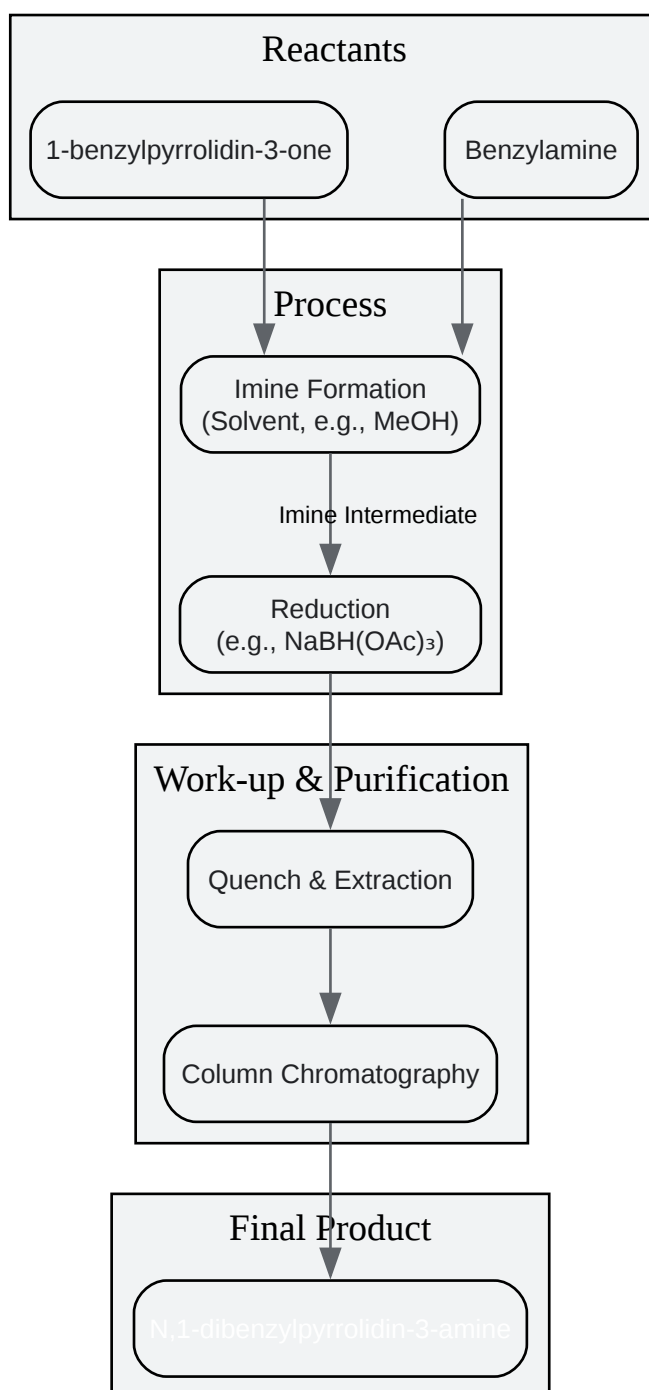 Reactants
1-benzylpyrrolidin-3-one
Benzylamine
Process
Imine Formation
(Solvent, e.g., MeOH)
Imine Intermediate
Reduction
(e.g., NaBH(OAc)₃)
Work-up & Purification
Quench & Extraction
Column Chromatography
Final Product
N,1-dibenzylpyrrolidin-3-amine